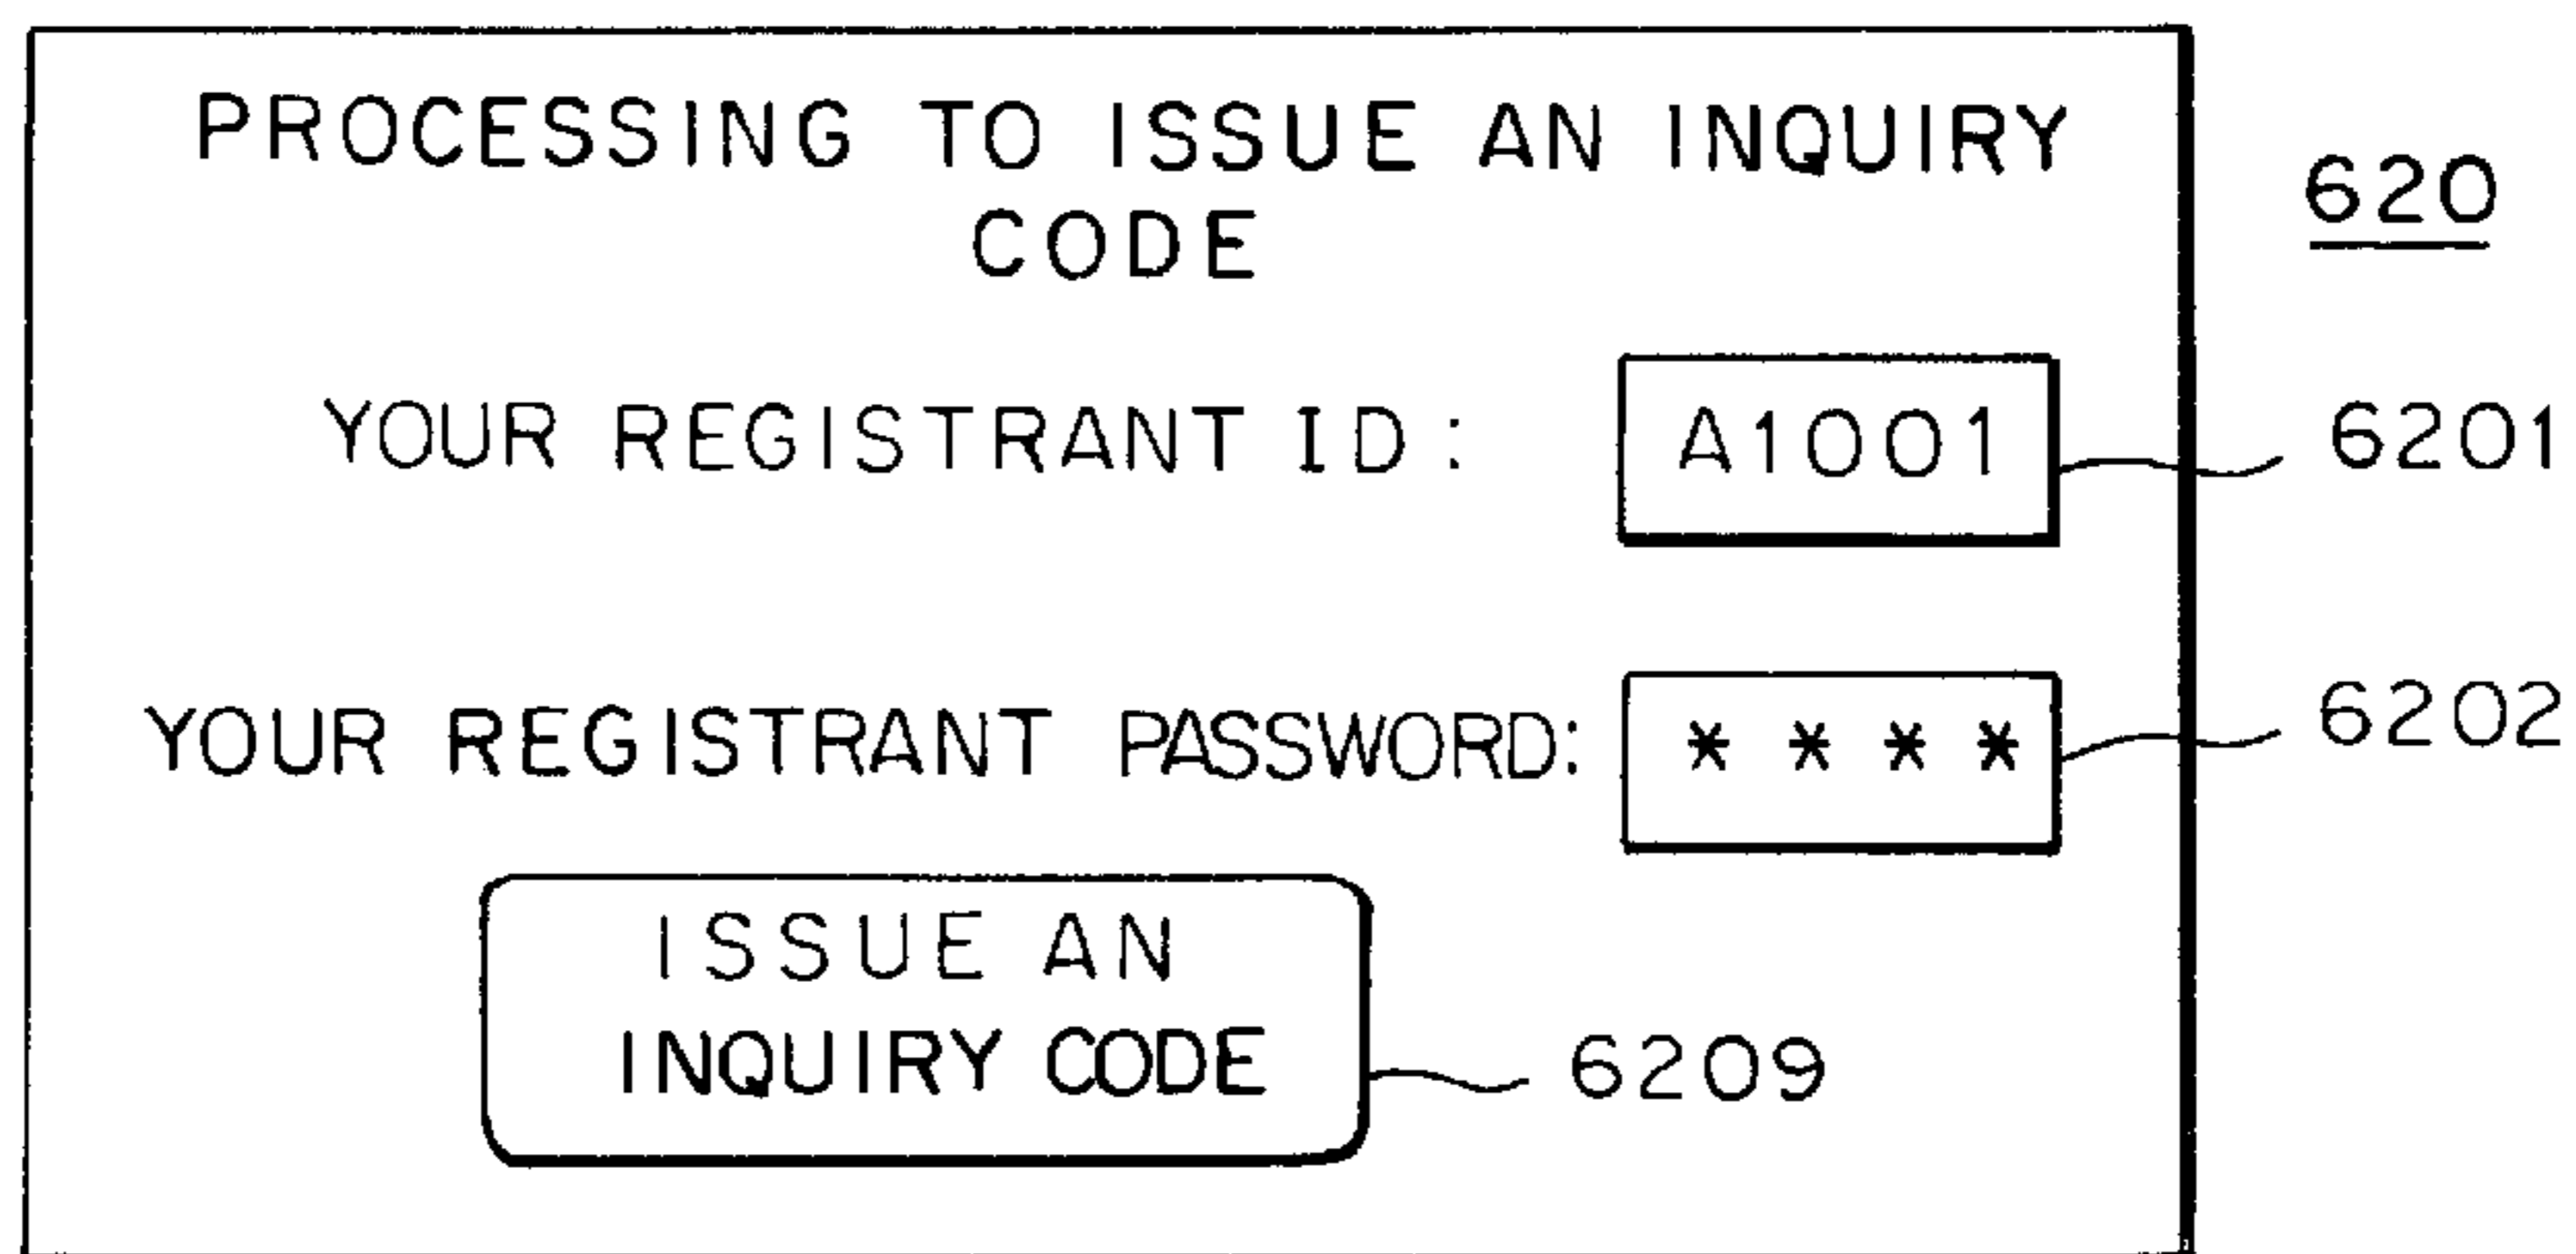 PROCESSING TO ISSUE AN INQUIRY
CODE
620
YOUR REGISTRANT ID: A1001 6201
YOUR REGISTRANT PASSWORD: **** 6202
ISSUE AN
INQUIRY CODE 6209